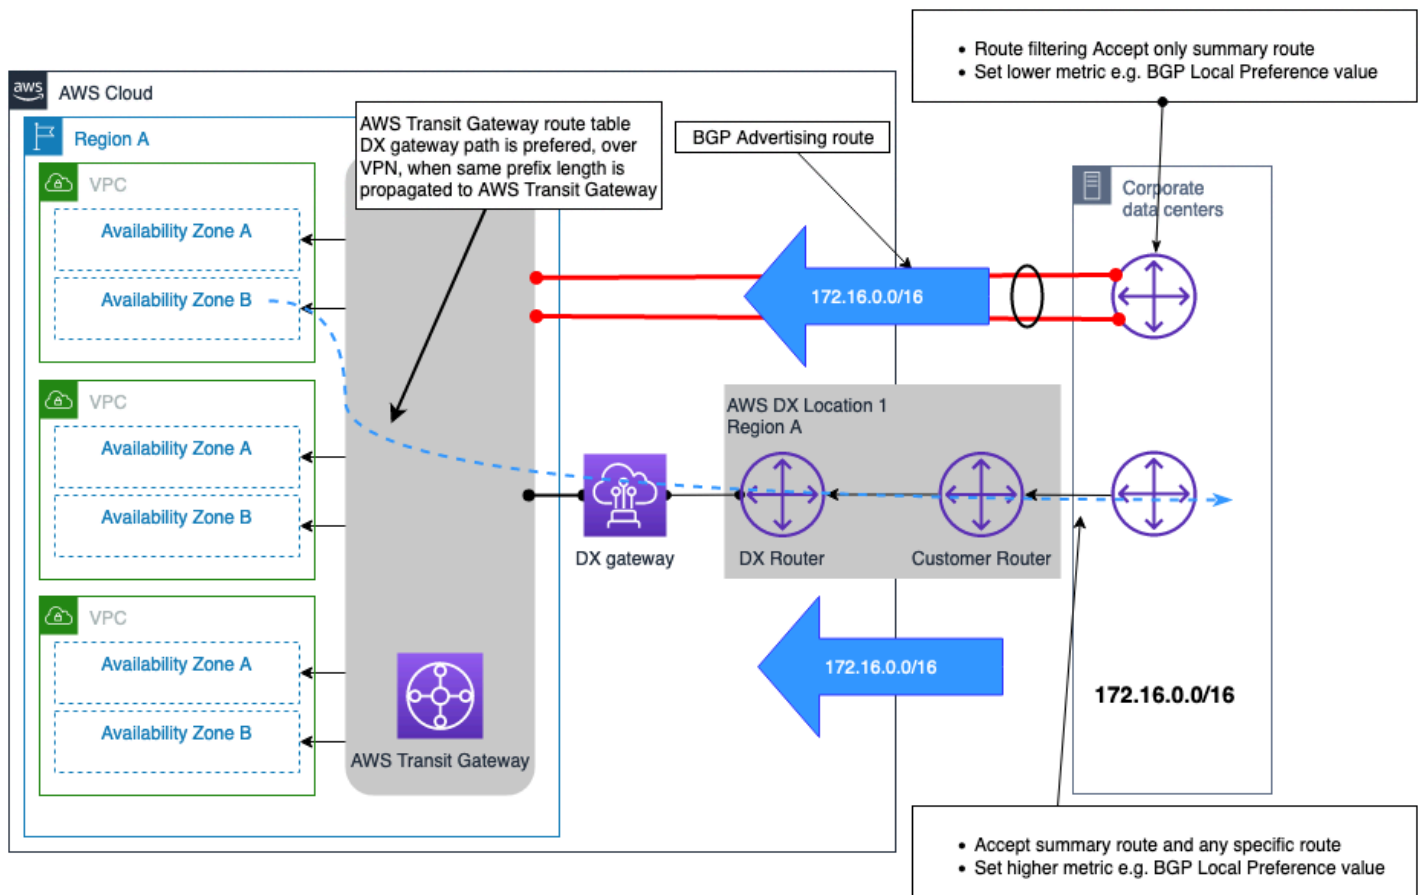 • Route filtering Accept only summary route
• Set lower metric e.g. BGP Local Preference value
aws
AWS Cloud
Region A
AWS Transit Gateway route table
DX gateway path is prefered, over
VPN, when same prefix length is
propagated to AWS Transit Gateway
BGP Advertising route
Corporate
data centers
VPC
Availability Zone A
Availability Zone B
172.16.0.0/16
VPC
Availability Zone A
Availability Zone B
AWS DX Location 1
Region A
DX gateway
DX Router
Customer Router
VPC
Availability Zone A
Availability Zone B
AWS Transit Gateway
172.16.0.0/16
172.16.0.0/16
• Accept summary route and any specific route
• Set higher metric e.g. BGP Local Preference value